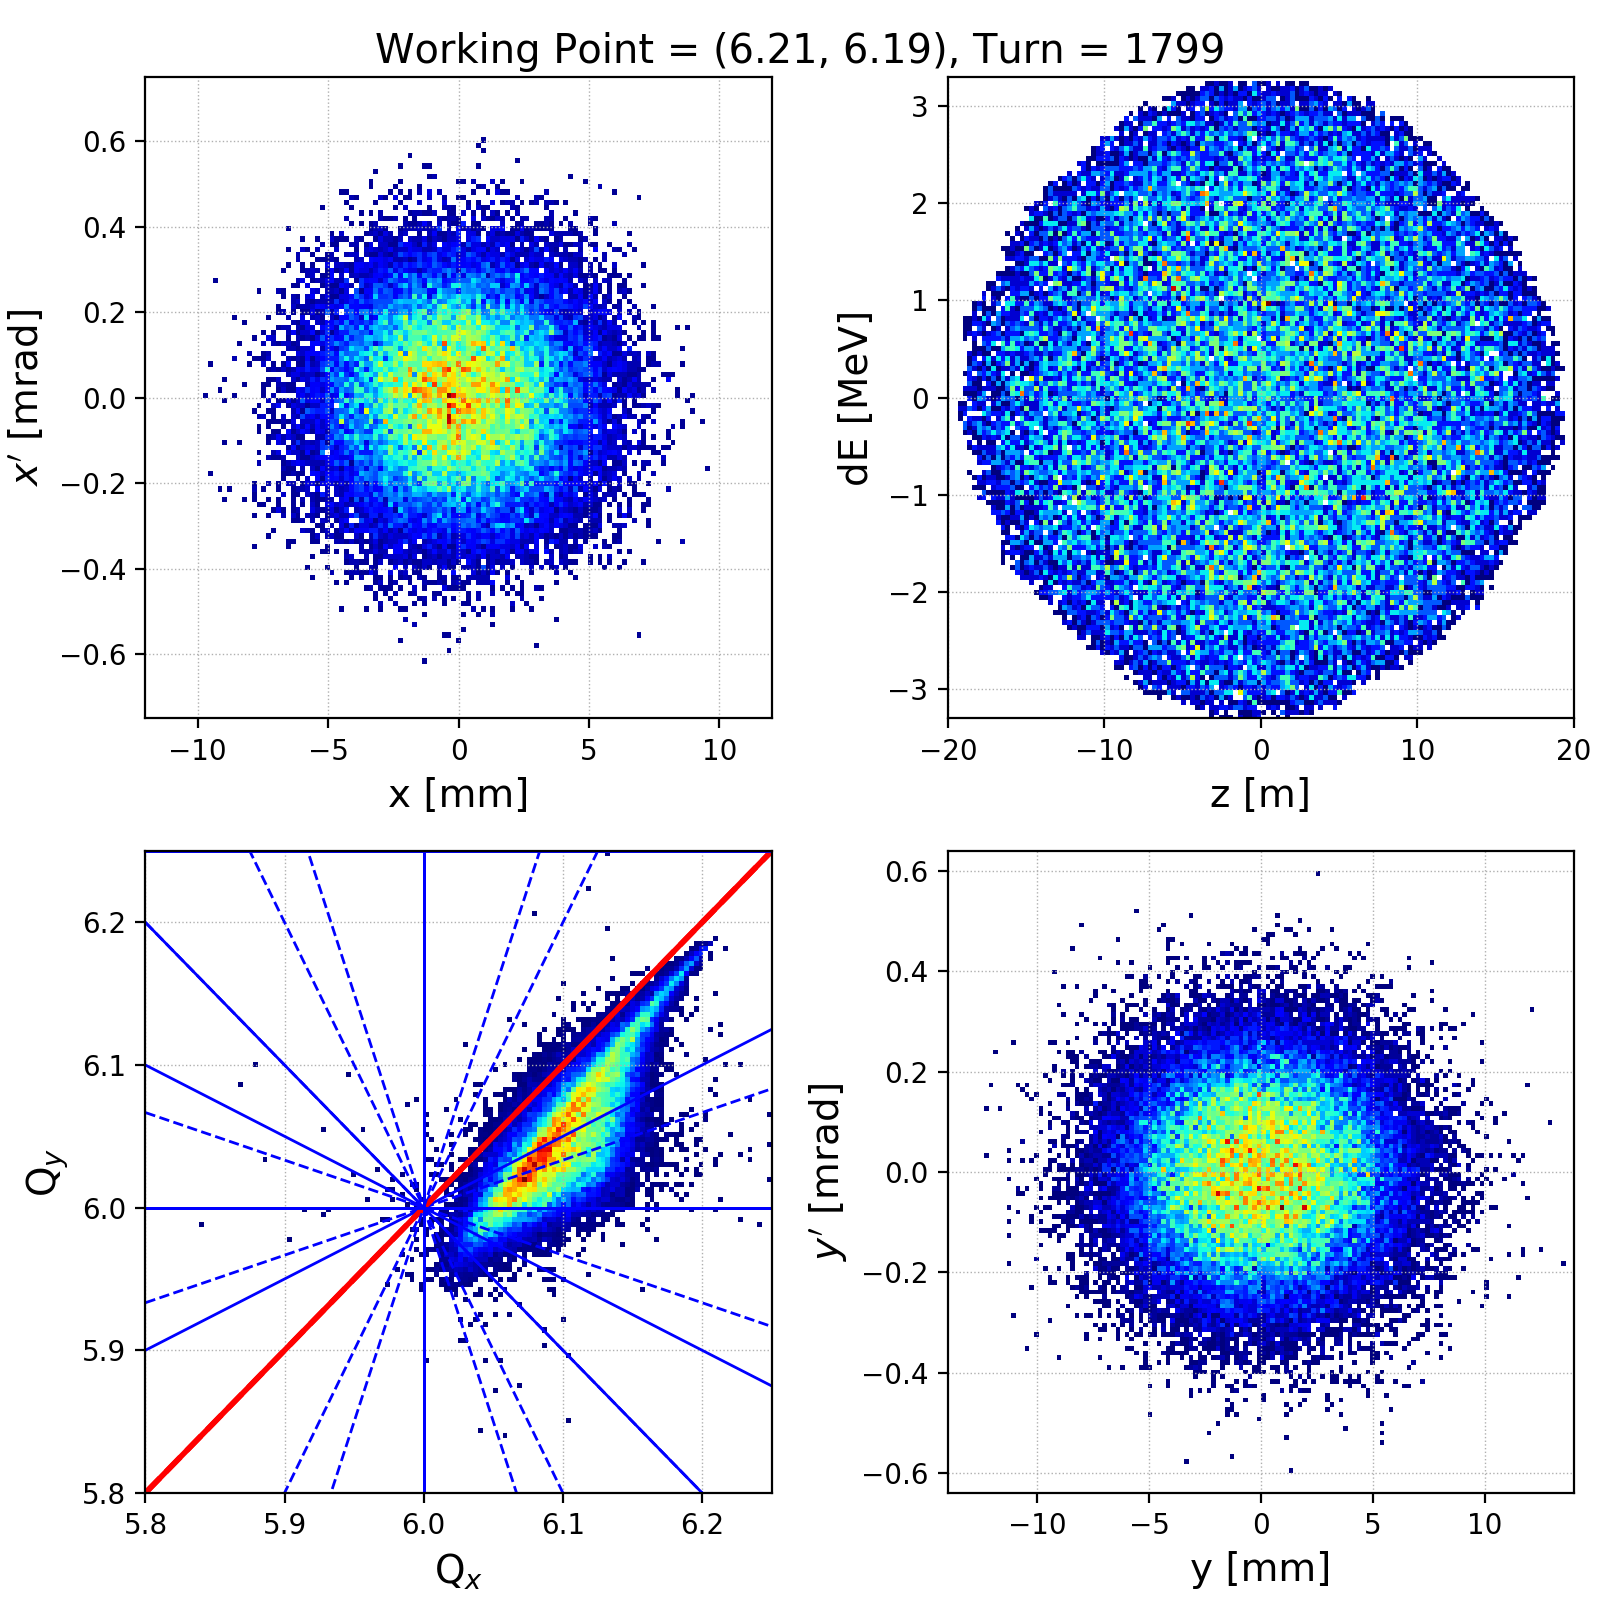 Working Point = (6.21, 6.19), Turn = 1799
0.6
0.4
0.2
0.0
−0.2
−0.4
−0.6
x′ [mrad]
−10 −5 0 5 10
x [mm]
3
2
1
0
−1
−2
−3
dE [MeV]
−20 −10 0 10 20
z [m]
6.2
6.1
6.0
5.9
5.8
Qy
5.8 5.9 6.0 6.1 6.2
Qx
0.6
0.4
0.2
0.0
−0.2
−0.4
−0.6
y′ [mrad]
−10 −5 0 5 10
y [mm]